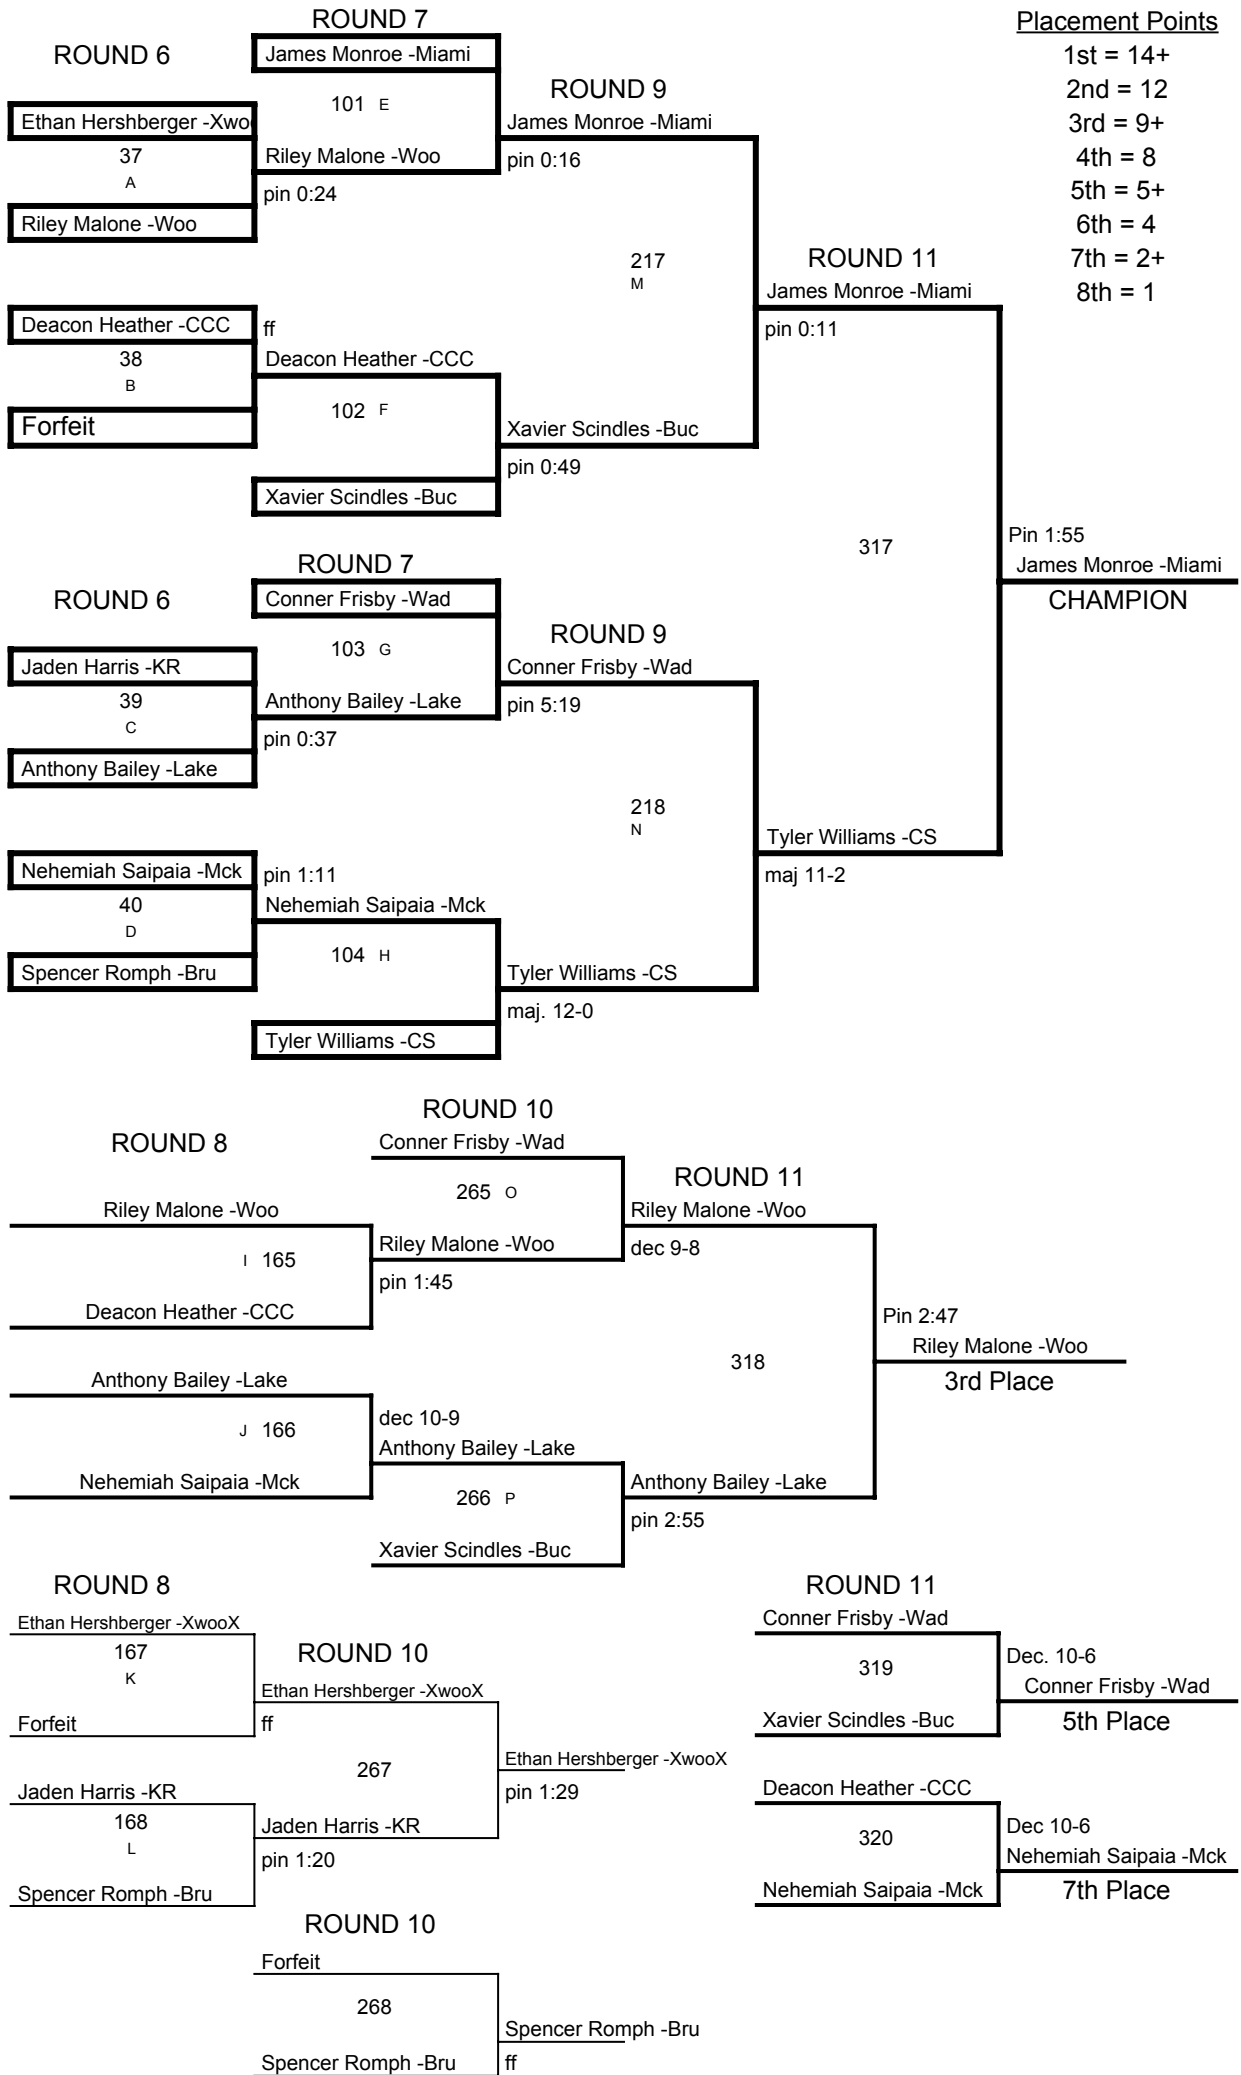 ROUND 7
Placement Points
ROUND 6
James Monroe -Miami
1st = 14+
ROUND 9
2nd = 12
101 E
Ethan Hershberger -Xwoo
James Monroe -Miami
3rd = 9+
37
Riley Malone -Woo
pin 0:16
4th = 8
A
pin 0:24
5th = 5+
Riley Malone -Woo
6th = 4
217
ROUND 11
7th = 2+
M
James Monroe -Miami
8th = 1
Deacon Heather -CCC
ff
pin 0:11
38
Deacon Heather -CCC
B
102 F
Forfeit
Xavier Scindles -Buc
pin 0:49
Xavier Scindles -Buc
317
Pin 1:55
ROUND 7
James Monroe -Miami
ROUND 6
Conner Frisby -Wad
CHAMPION
ROUND 9
103 G
Jaden Harris -KR
Conner Frisby -Wad
39
Anthony Bailey -Lake
pin 5:19
C
pin 0:37
Anthony Bailey -Lake
218
N
Tyler Williams -CS
Nehemiah Saipaia -Mck
pin 1:11
maj 11-2
40
Nehemiah Saipaia -Mck
D
104 H
Spencer Romph -Bru
Tyler Williams -CS
maj. 12-0
Tyler Williams -CS
ROUND 10
ROUND 8
Conner Frisby -Wad
ROUND 11
265 O
Riley Malone -Woo
Riley Malone -Woo
I 165
Riley Malone -Woo
dec 9-8
pin 1:45
Deacon Heather -CCC
Pin 2:47
318
Riley Malone -Woo
Anthony Bailey -Lake
3rd Place
J 166
dec 10-9
Anthony Bailey -Lake
Nehemiah Saipaia -Mck
Anthony Bailey -Lake
266 P
pin 2:55
Xavier Scindles -Buc
ROUND 8
ROUND 11
Ethan Hershberger -XwooX
Conner Frisby -Wad
167
ROUND 10
Dec. 10-6
K
319
Ethan Hershberger -XwooX
Conner Frisby -Wad
Forfeit
ff
Xavier Scindles -Buc
5th Place
267
Ethan Hershberger -XwooX
Jaden Harris -KR
pin 1:29
Deacon Heather -CCC
168
Jaden Harris -KR
Dec 10-6
L
320
pin 1:20
Nehemiah Saipaia -Mck
Spencer Romph -Bru
Nehemiah Saipaia -Mck
7th Place
ROUND 10
Forfeit
268
Spencer Romph -Bru
Spencer Romph -Bru
ff